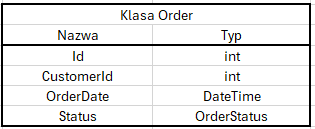 Klasa Order
Nazwa Typ
Id int
CustomerId int
OrderDate DateTime
Status OrderStatus